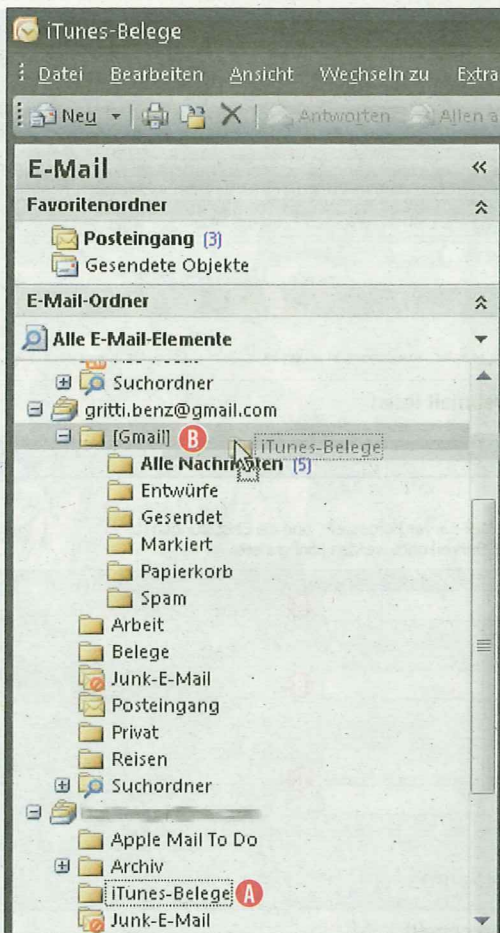 iTunes-Belege
Datei Bearbeiten Ansicht Wechseln zu Extra
Neu Antworten Allen a
E-Mail
Favoritenordner
Posteingang (3)
Gesendete Objekte
E-Mail-Ordner
Alle E-Mail-Elemente
Suchordner
gritti.benz@gmail.com
[Gmail] B iTunes-Belege
Alle Nachrichten (5)
Entwürfe
Gesendet
Markiert
Papierkorb
Spam
Arbeit
Belege
Junk-E-Mail
Posteingang
Privat
Reisen
Suchordner
Apple Mail To Do
Archiv
iTunes-Belege A
Junk-E-Mail